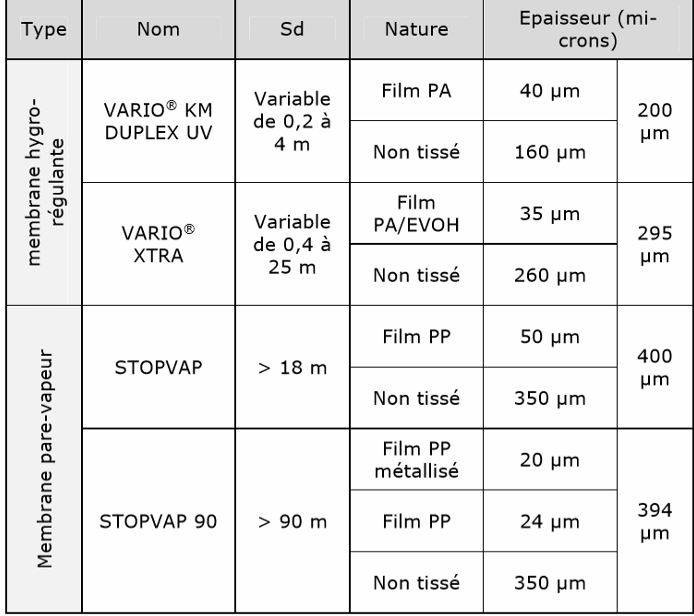 Type Nom Sd Nature Epaisseur (mi-
crons)
membrane hygro-
régulante
VARIO® KM
DUPLEX UV
Variable
de 0,2 à
4 m
Film PA 40 µm
Non tissé 160 µm
200
µm
VARIO®
XTRA
Variable
de 0,4 à
25 m
Film
PA/EVOH
35 µm
Non tissé 260 µm
295
µm
Membrane pare-vapeur
STOPVAP
> 18 m
Film PP 50 µm
Non tissé 350 µm
400
µm
STOPVAP 90
> 90 m
Film PP
métallisé
20 µm
Film PP 24 µm
Non tissé 350 µm
394
µm